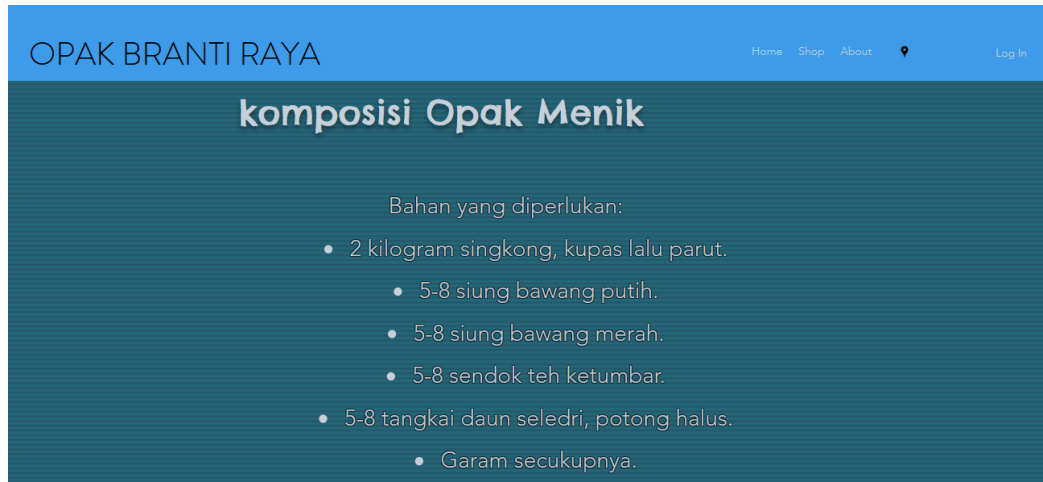 OPAK BRANTI RAYA
Home Shop About
Log In
komposisi Opak Menik
Bahan yang diperlukan:
• 2 kilogram singkong, kupas lalu parut.
• 5-8 siung bawang putih.
• 5-8 siung bawang merah.
• 5-8 sendok teh ketumbar.
• 5-8 tangkai daun seledri, potong halus.
• Garam secukupnya.